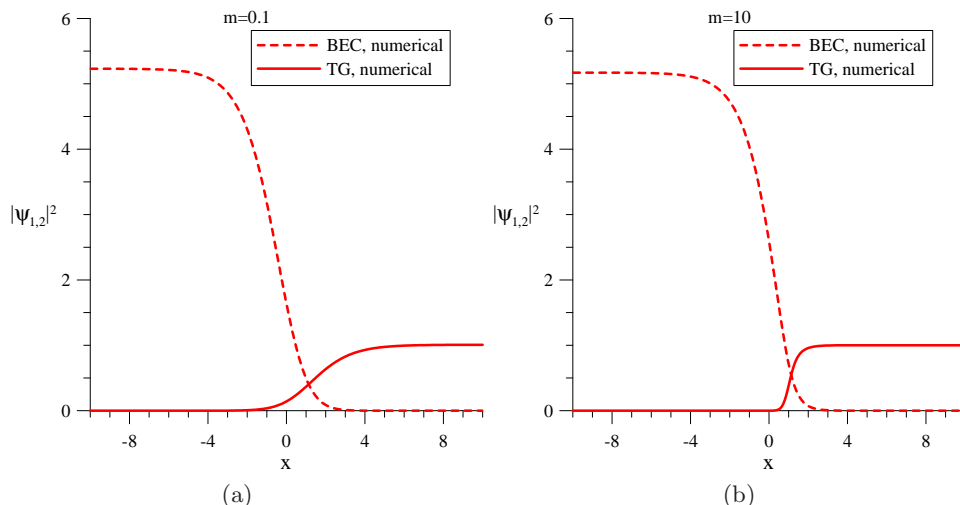 m=0.1
6
BEC, numerical
TG, numerical
4
|ψ1,2|²
2
0
-8 -4 0 4 8
x
(a)
m=10
6
BEC, numerical
TG, numerical
4
|ψ1,2|²
2
0
-8 -4 0 4 8
x
(b)